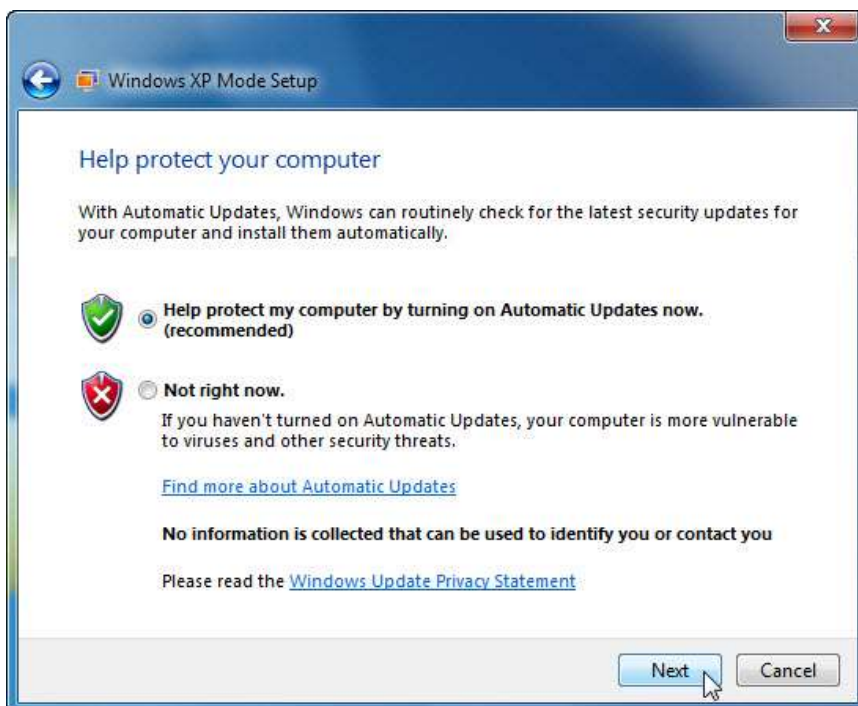 Windows XP Mode Setup
Help protect your computer
With Automatic Updates, Windows can routinely check for the latest security updates for
your computer and install them automatically.
Help protect my computer by turning on Automatic Updates now.
(recommended)
Not right now.
If you haven't turned on Automatic Updates, your computer is more vulnerable
to viruses and other security threats.
Find more about Automatic Updates
No information is collected that can be used to identify you or contact you
Please read the Windows Update Privacy Statement
Next Cancel